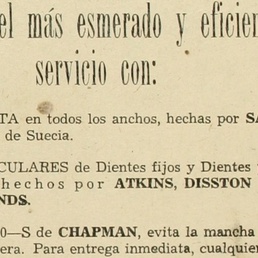 el más esmerado y eficien
servicio con:
TA en todos los anchos, hechas por SA
de Suecia.
CULARES de Dientes fijos y Dientes
hechos por ATKINS, DISSTON
NDS.
0—S de CHAPMAN, evita la mancha
era. Para entrega inmediata, cualquie